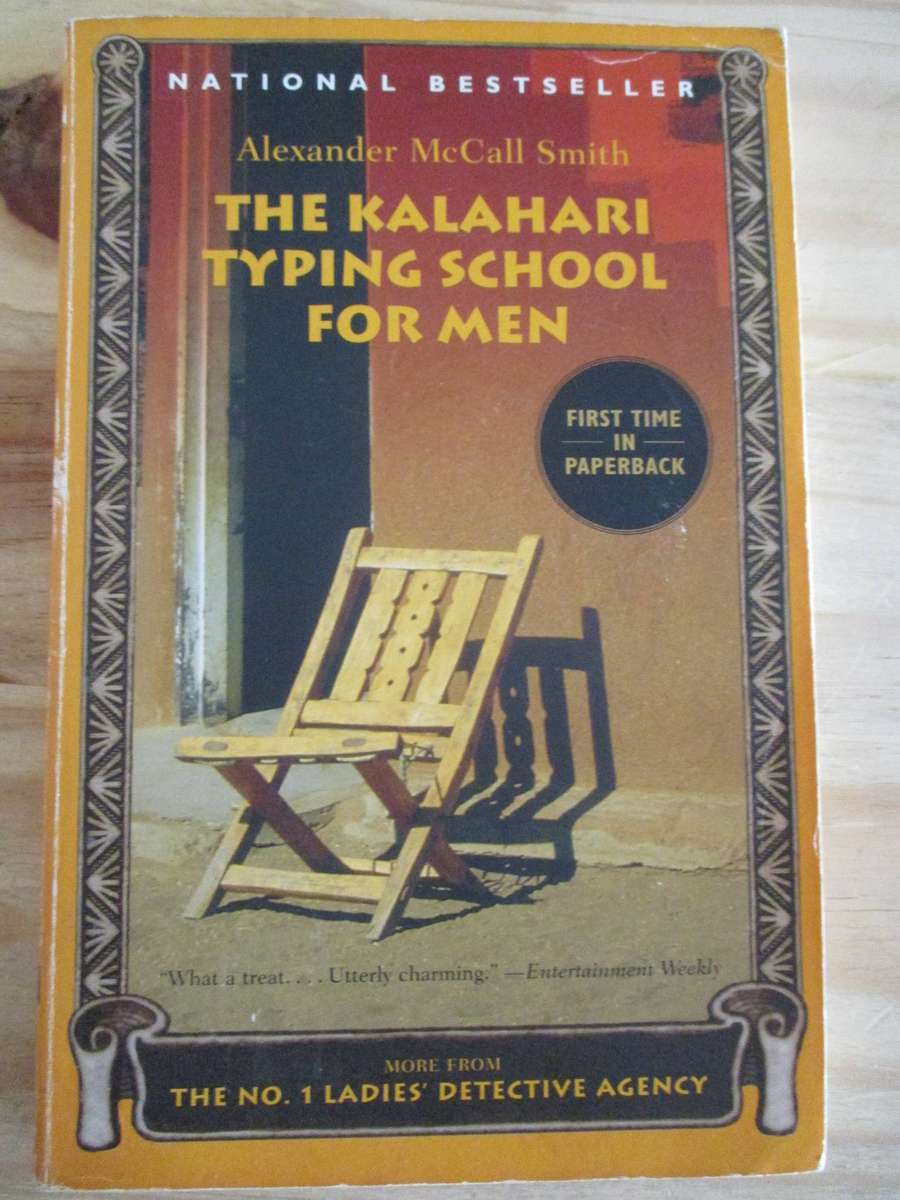 NATIONAL BESTSELLER
Alexander McCall Smith
THE KALAHARI
TYPING SCHOOL
FOR MEN
FIRST TIME
IN
PAPERBACK
“What a treat. . . . Utterly charming.” —Entertainment Weekly
MORE FROM
THE NO. 1 LADIES’ DETECTIVE AGENCY